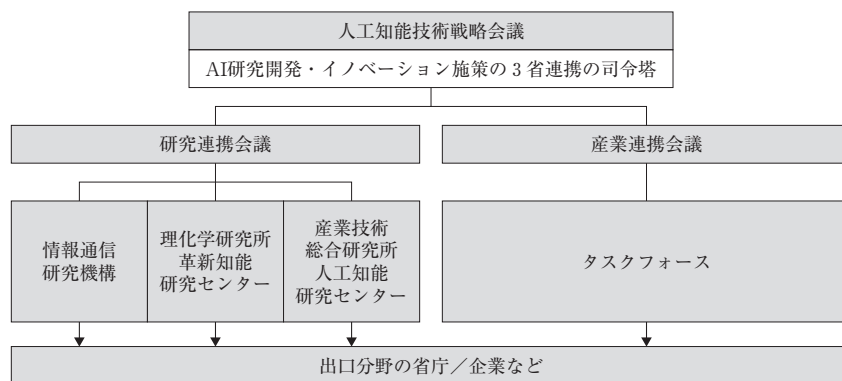 人工知能技術戦略会議
AI研究開発・イノベーション施策の3省連携の司令塔
研究連携会議
産業連携会議
情報通信
研究機構
理化学研究所
革新知能
研究センター
産業技術
総合研究所
人工知能
研究センター
タスクフォース
出口分野の省庁／企業など